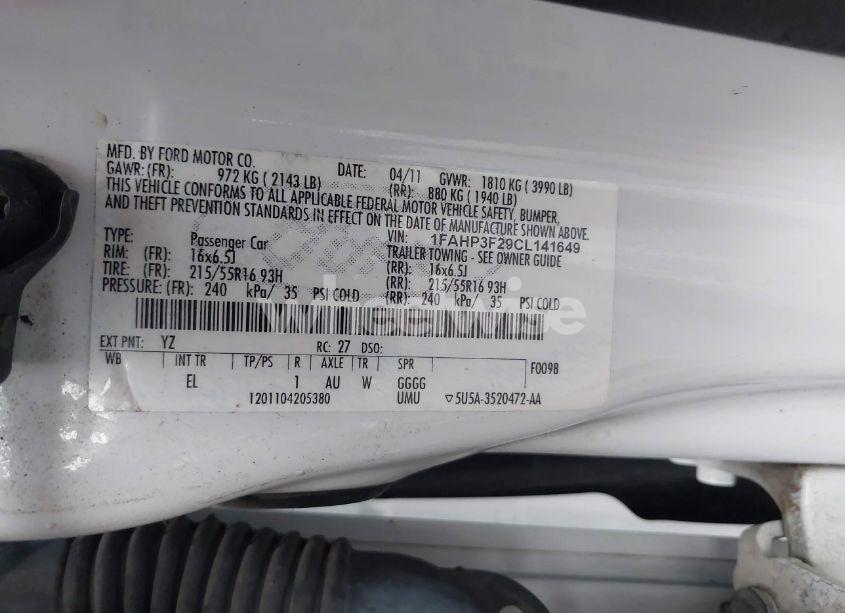 MFD. BY FORD MOTOR CO. DATE: 04/11 GVWR: 1810 KG ( 3990 LB)
GAWR: (FR): 972 KG ( 2143 LB) (RR): 880 KG ( 1940 LB)
THIS VEHICLE CONFORMS TO ALL APPLICABLE FEDERAL MOTOR VEHICLE SAFETY, BUMPER,
AND THEFT PREVENTION STANDARDS IN EFFECT ON THE DATE OF MANUFACTURE SHOWN ABOVE.
VIN: 1FAHP3F29CL141649
TYPE: Passenger Car TRAILER TOWING - SEE OWNER GUIDE
RIM: (FR): 16x6.5J (RR): 16x6.5J
TIRE: (FR): 215/55R16 93H (RR): 215/55R16 93H
PRESSURE: (FR): 240 kPa/ 35 PSI COLD (RR): 240 kPa/ 35 PSI COLD
wheelwise
EXT PNT: YZ RC: 27 DSO:
WB INT TR TP/PS R AXLE TR SPR F0098
EL 1 AU W GGGG
1201104205380 UMU ▽5U5A-3520472-AA